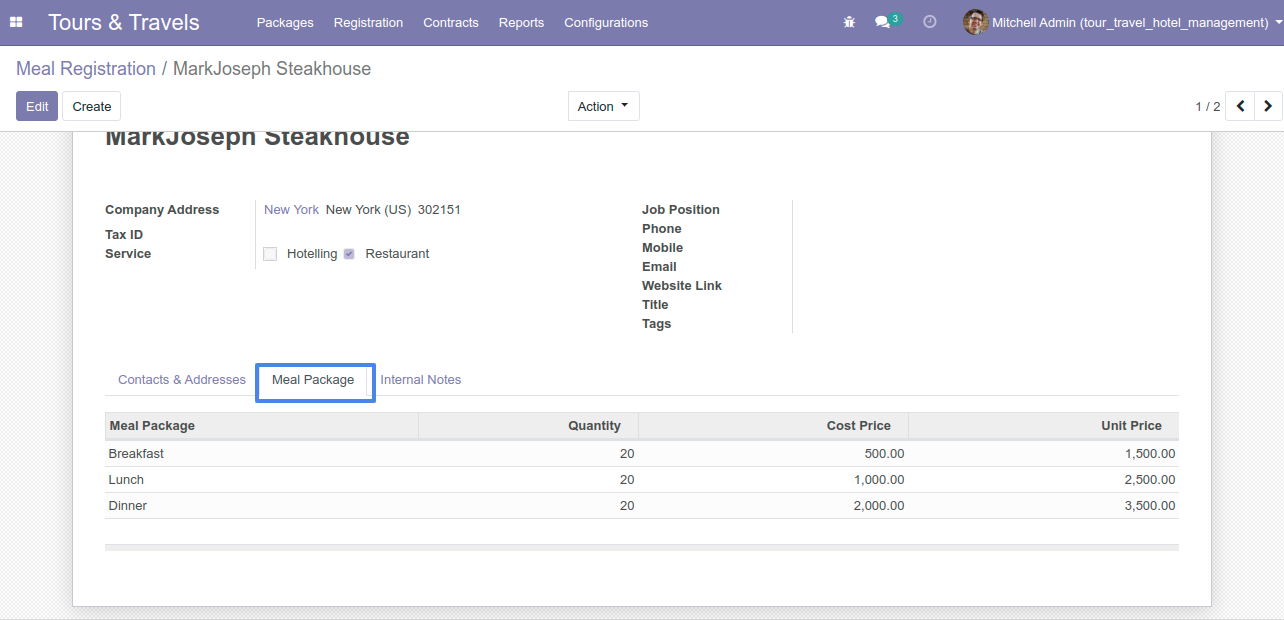 Tours & Travels Packages Registration Contracts Reports Configurations 3 Mitchell Admin (tour_travel_hotel_management)
Meal Registration / MarkJoseph Steakhouse
Edit Create Action 1 / 2
MarkJoseph Steakhouse
Company Address New York New York (US) 302151 Job Position
Phone
Tax ID
Mobile
Service Hotelling Restaurant
Email
Website Link
Title
Tags
Contacts & Addresses Meal Package Internal Notes
Meal Package Quantity Cost Price Unit Price
Breakfast 20 500.00 1,500.00
Lunch 20 1,000.00 2,500.00
Dinner 20 2,000.00 3,500.00